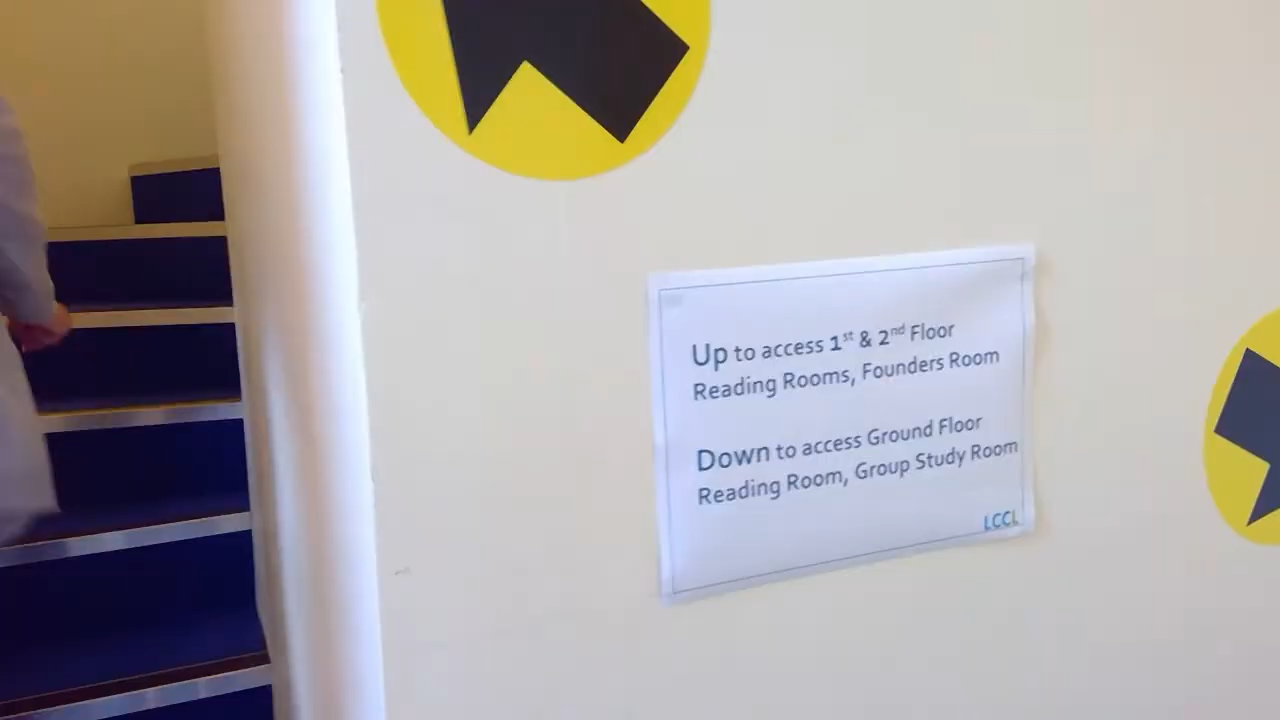 Up to access 1st & 2nd Floor
Reading Rooms, Founders Room
Down to access Ground Floor
Reading Room, Group Study Room
LCCL